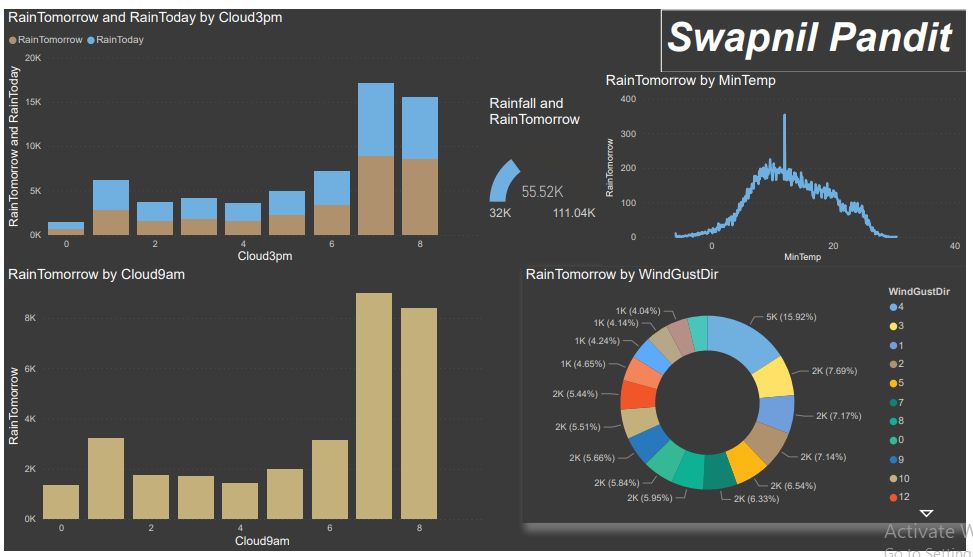 RainTomorrow and RainToday by Cloud3pm
RainTomorrow RainToday
20K
15K
10K
5K
0K
RainTomorrow and RainToday
0 2 4 6 8
Cloud3pm
Rainfall and
RainTomorrow
55.52K
32K 111.04K
Swapnil Pandit
RainTomorrow by MinTemp
400
300
200
100
0
RainTomorrow
0 20 40
MinTemp
RainTomorrow by Cloud9am
8K
6K
4K
2K
0K
RainTomorrow
0 2 4 6 8
Cloud9am
RainTomorrow by WindGustDir
5K (15.92%)
2K (7.69%)
2K (7.17%)
2K (7.14%)
2K (6.54%)
2K (6.33%)
2K (5.95%)
2K (5.84%)
2K (5.66%)
2K (5.51%)
2K (5.44%)
1K (4.65%)
1K (4.24%)
1K (4.14%)
1K (4.04%)
WindGustDir
4
3
1
2
5
7
8
0
9
10
12
Activate W
Go to Setting